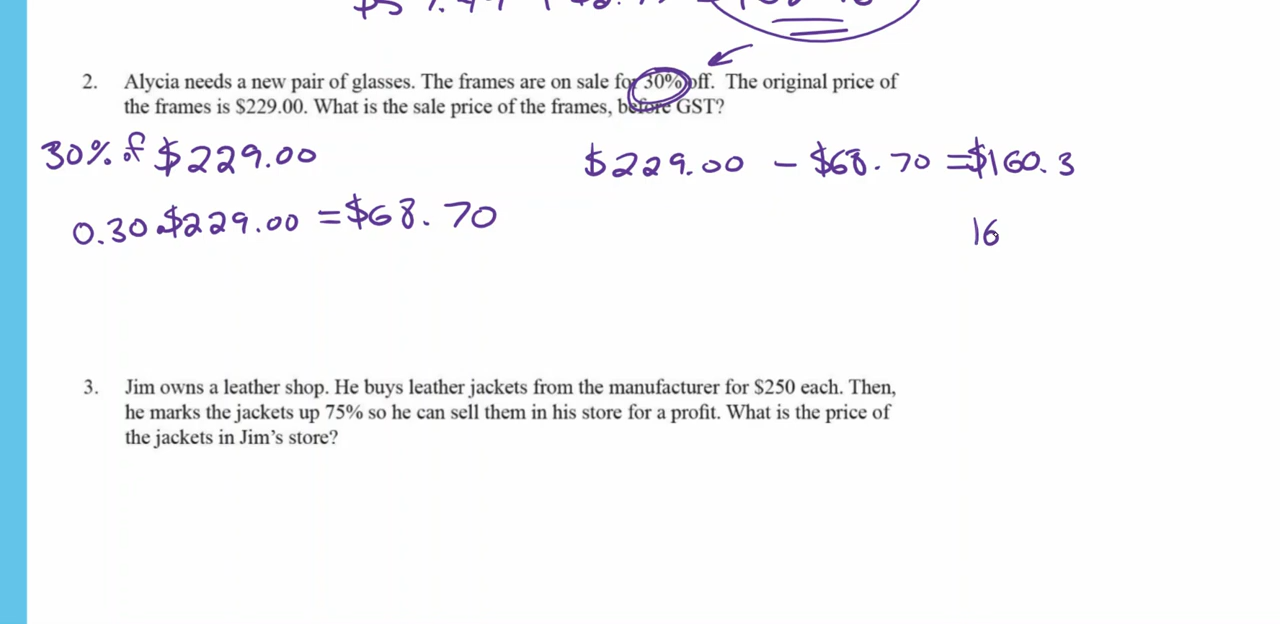 2. Alycia needs a new pair of glasses. The frames are on sale for 30% off. The original price of
the frames is $229.00. What is the sale price of the frames, before GST?
30% of $229.00
$229.00 - $68.70 = $160.3
0.30 $229.00 = $68.70
16
3. Jim owns a leather shop. He buys leather jackets from the manufacturer for $250 each. Then,
he marks the jackets up 75% so he can sell them in his store for a profit. What is the price of
the jackets in Jim's store?